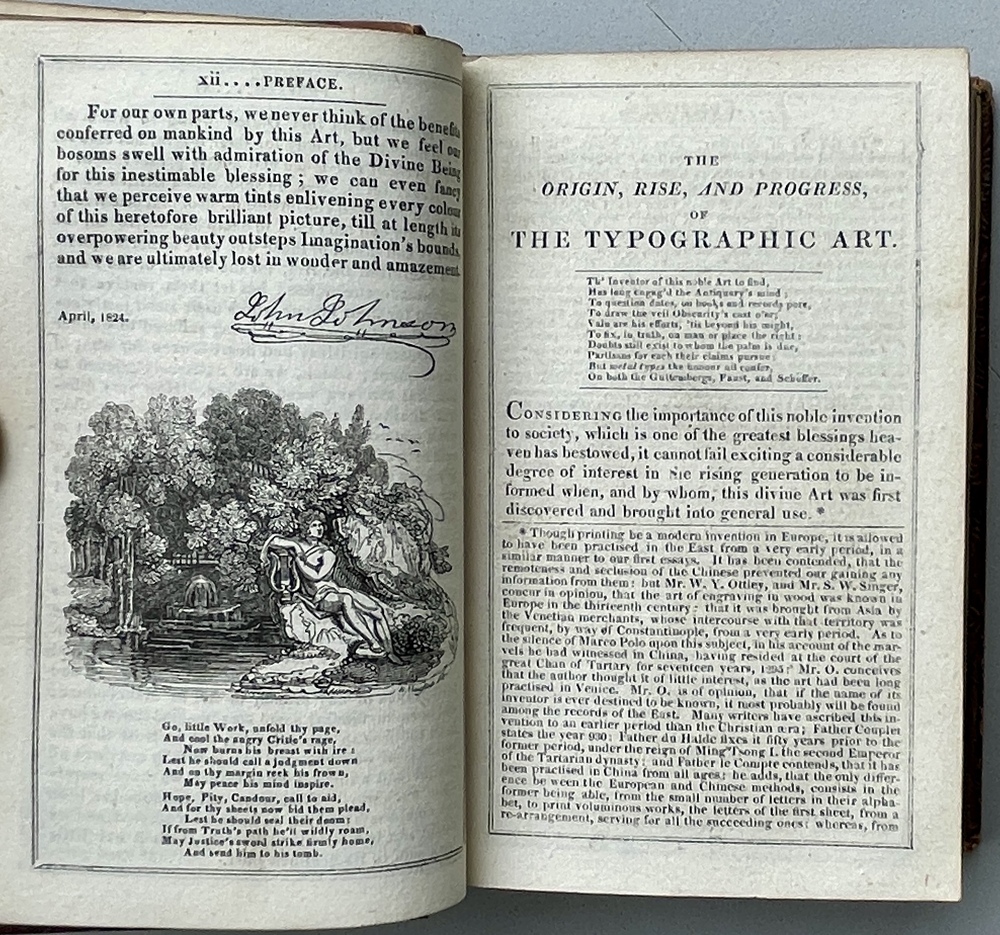 xii....PREFACE.
For our own parts, we never think of the benefits
conferred on mankind by this Art, but we feel our
bosoms swell with admiration of the Divine Being
for this inestimable blessing ; we can even fancy
that we perceive warm tints enlivening every colour
of this heretofore brilliant picture, till at length its
overpowering beauty outsteps Imagination's bounds,
and we are ultimately lost in wonder and amazement.
April, 1824.
John Johnson
Go, little Work, unfold thy page,
And cool the angry Critic's rage,
Now burns his breast with ire :
Lest he should call a judgment down
And on thy margin reek his frown,
May peace his mind inspire.
Hope, Pity, Candour, call to aid,
And for thy sheets now bid them plead,
Lest he should seal their doom:
If from Truth's path he'll wildly roam,
May Justice's sword strike firmly home,
And send him to his tomb.
THE
ORIGIN, RISE, AND PROGRESS,
OF
THE TYPOGRAPHIC ART.
Th' Inventor of this noble Art to find,
Has long engag'd the Antiquary's mind ;
To question dates, on books and records pore,
To draw the veil Obscurity's cast o'er;
Vain are his efforts, 'tis beyond his might,
To fix, in truth, on man or place the right:
Doubts still exist to whom the palm is due,
Partisans for each their claims pursue:
But metal types the honour all confer,
On both the Guttembergs, Faust, and Schœffer.
CONSIDERING the importance of this noble invention
to society, which is one of the greatest blessings hea-
ven has bestowed, it cannot fail exciting a considerable
degree of interest in the rising generation to be in-
formed when, and by whom, this divine Art was first
discovered and brought into general use. *
* Though printing be a modern invention in Europe, it is allowed
to have been practised in the East from a very early period, in a
similar manner to our first essays. It has been contended, that the
remoteness and seclusion of the Chinese prevented our gaining any
information from them: but Mr. W. Y. Ottley, and Mr. S. W. Singer,
concur in opinion, that the art of engraving in wood was known in
Europe in the thirteenth century: that it was brought from Asia by
the Venetian merchants, whose intercourse with that territory was
frequent, by way of Constantinople, from a very early period. As to
the silence of Marco Polo upon this subject, in his account of the mar-
vels he had witnessed in China, having resided at the court of the
great Chan of Tartary for seventeen years, 1295: Mr. O. conceives
that the author thought it of little interest, as the art had been long
practised in Venice. Mr. O. is of opinion, that if the name of its
inventor is ever destined to be known, it most probably will be found
among the records of the East. Many writers have ascribed this in-
vention to an earlier period than the Christian æra; Father Couplet
states the year 930: Father du Halde fixes it fifty years prior to the
former period, under the reign of Ming Tsong I. the second Emperor
of the Tartarian dynasty; and Father le Compte contends, that it has
been practised in China from all ages; he adds, that the only differ-
ence between the European and Chinese methods, consists in the
former being able, from the small number of letters in their alpha-
bet, to print voluminous works, the letters of the first sheet, from a
re-arrangement, serving for all the succeeding ones: whereas, from